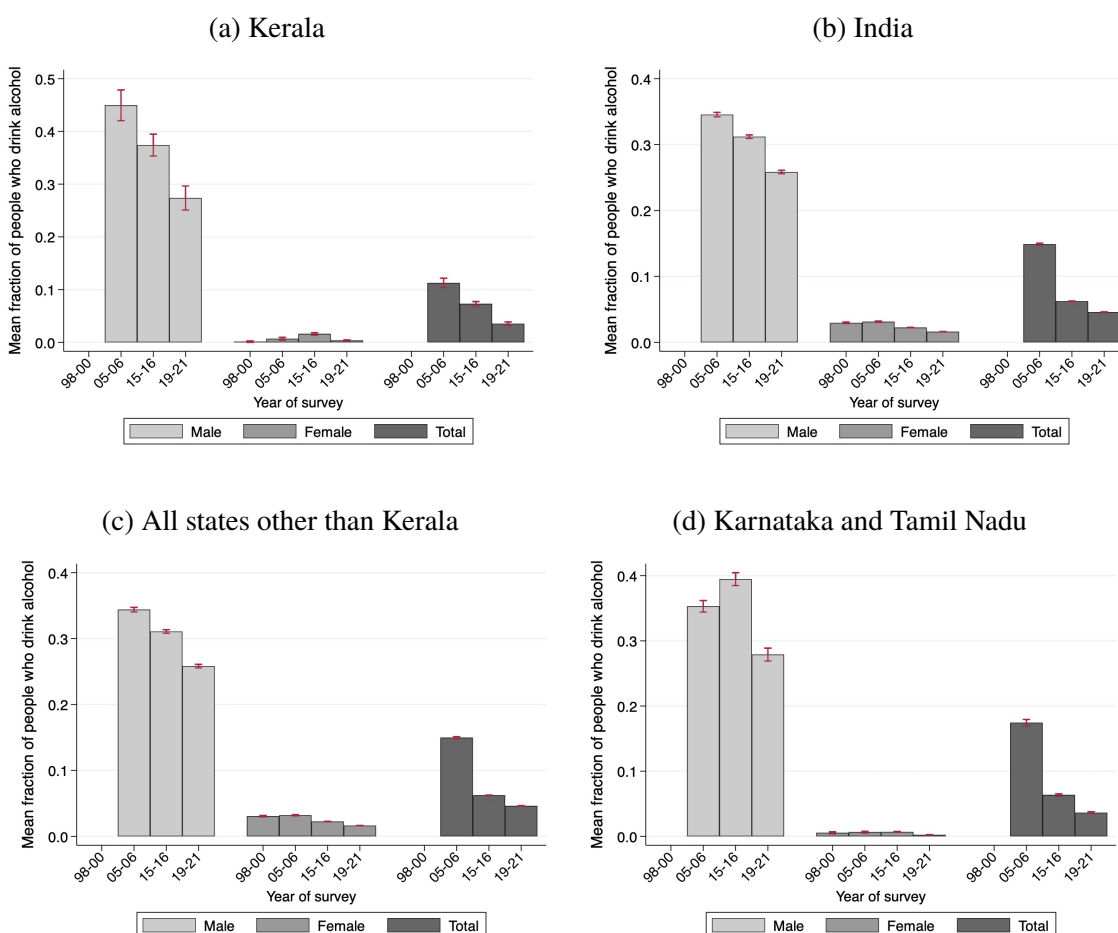 (a) Kerala
Mean fraction of people who drink alcohol
0.5
0.4
0.3
0.2
0.1
0.0
98-00 05-06 15-16 19-21 98-00 05-06 15-16 19-21 98-00 05-06 15-16 19-21
Year of survey
Male Female Total
(b) India
Mean fraction of people who drink alcohol
0.4
0.3
0.2
0.1
0.0
98-00 05-06 15-16 19-21 98-00 05-06 15-16 19-21 98-00 05-06 15-16 19-21
Year of survey
Male Female Total
(c) All states other than Kerala
Mean fraction of people who drink alcohol
0.4
0.3
0.2
0.1
0.0
98-00 05-06 15-16 19-21 98-00 05-06 15-16 19-21 98-00 05-06 15-16 19-21
Year of survey
Male Female Total
(d) Karnataka and Tamil Nadu
Mean fraction of people who drink alcohol
0.4
0.3
0.2
0.1
0.0
98-00 05-06 15-16 19-21 98-00 05-06 15-16 19-21 98-00 05-06 15-16 19-21
Year of survey
Male Female Total